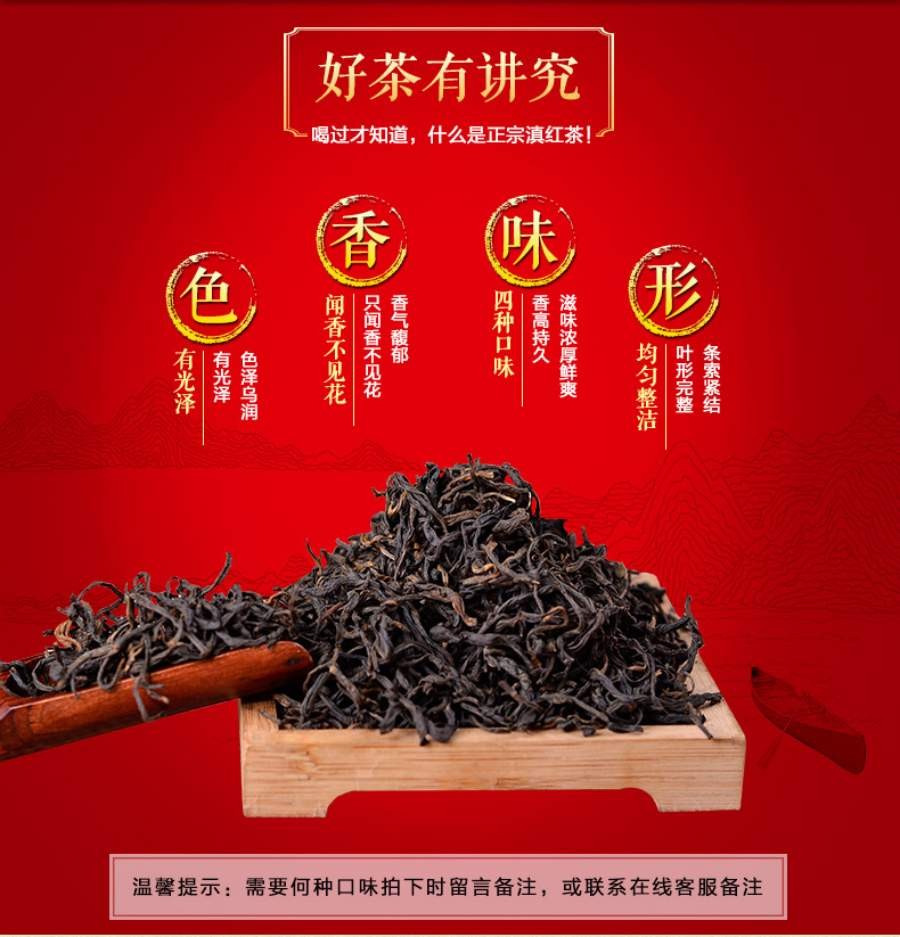 好茶有讲究
喝过才知道，什么是正宗滇红茶！
色
有光泽
色泽乌润
有光泽
香
闻香不见花
香气馥郁
只闻香不见花
味
四种口味
滋味浓厚鲜爽
香高持久
形
均匀整洁
条索紧结
叶形完整
温馨提示：需要何种口味拍下时留言备注，或联系在线客服备注